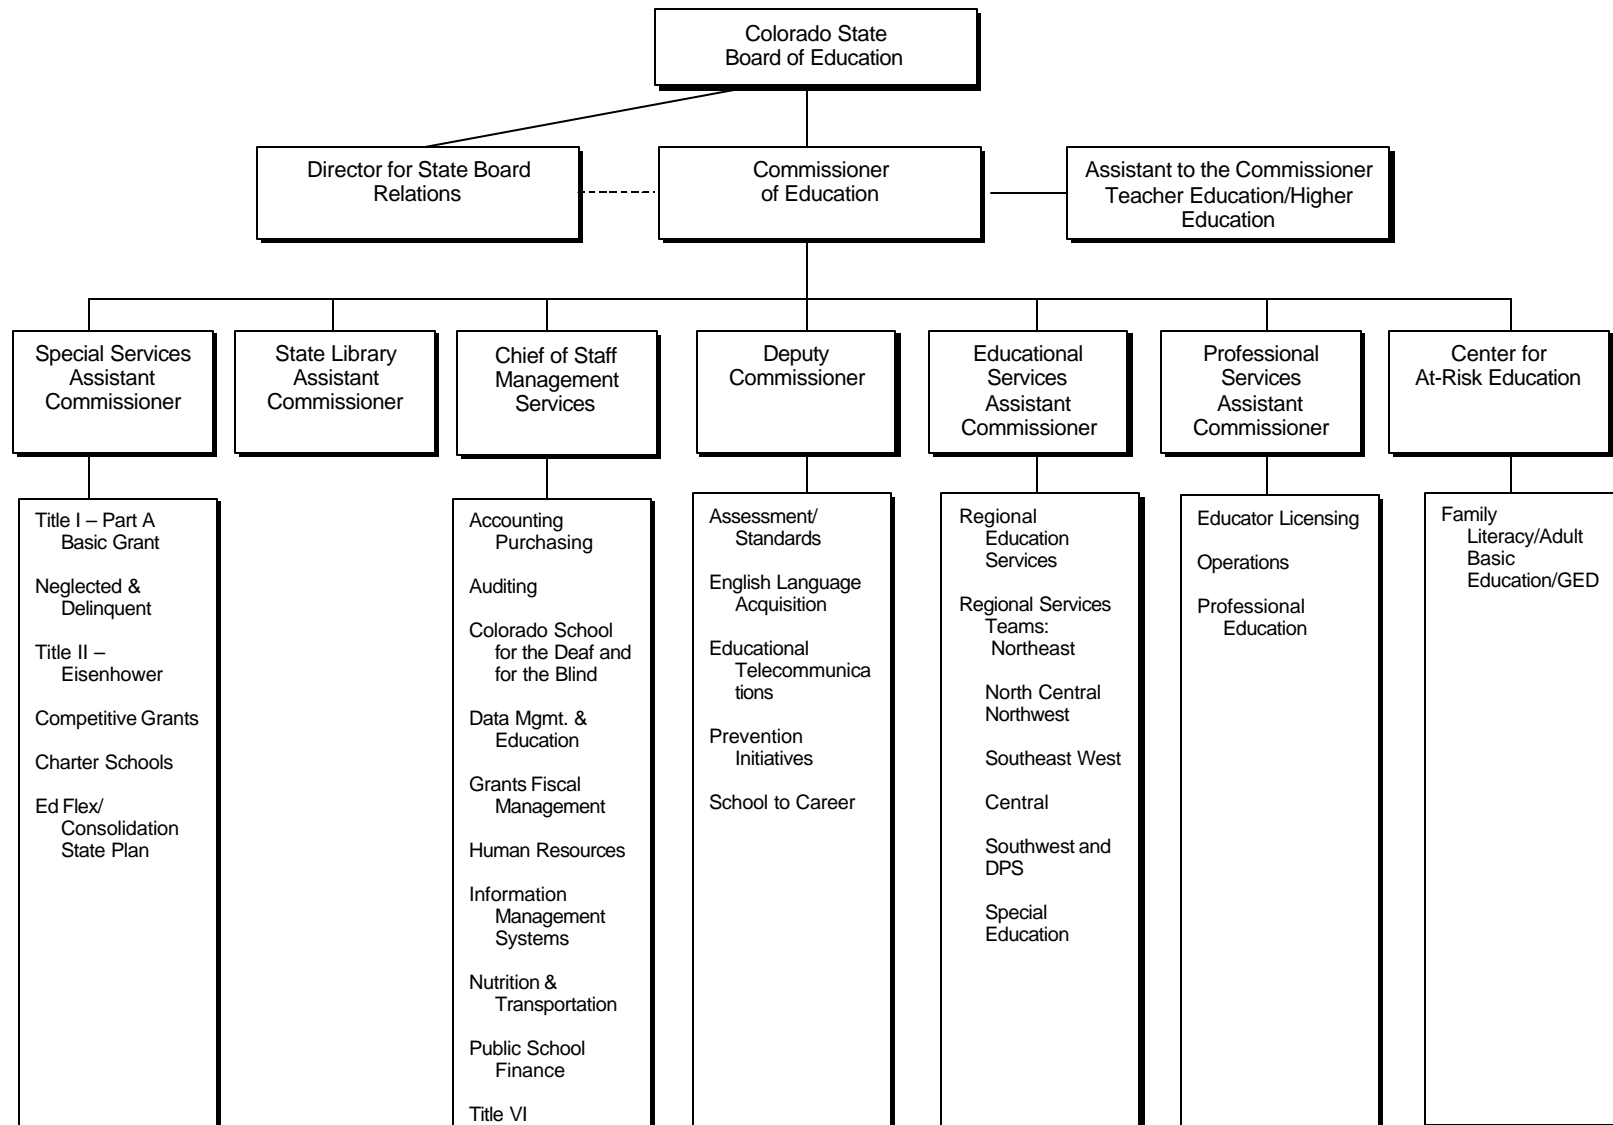 Colorado State
Board of Education
Director for State Board
Relations
Commissioner
of Education
Assistant to the Commissioner
Teacher Education/Higher
Education
Special Services
Assistant
Commissioner
State Library
Assistant
Commissioner
Chief of Staff
Management
Services
Deputy
Commissioner
Educational
Services
Assistant
Commissioner
Professional
Services
Assistant
Commissioner
Center for
At-Risk Education
Title I – Part A
Basic Grant
Neglected &
Delinquent
Title II –
Eisenhower
Competitive Grants
Charter Schools
Ed Flex/
Consolidation
State Plan
Accounting
Purchasing
Auditing
Colorado School
for the Deaf and
for the Blind
Data Mgmt. &
Education
Grants Fiscal
Management
Human Resources
Information
Management
Systems
Nutrition &
Transportation
Public School
Finance
Title VI
Assessment/
Standards
English Language
Acquisition
Educational
Telecommunica
tions
Prevention
Initiatives
School to Career
Regional
Education
Services
Regional Services
Teams:
Northeast
North Central
Northwest
Southeast West
Central
Southwest and
DPS
Special
Education
Educator Licensing
Operations
Professional
Education
Family
Literacy/Adult
Basic
Education/GED